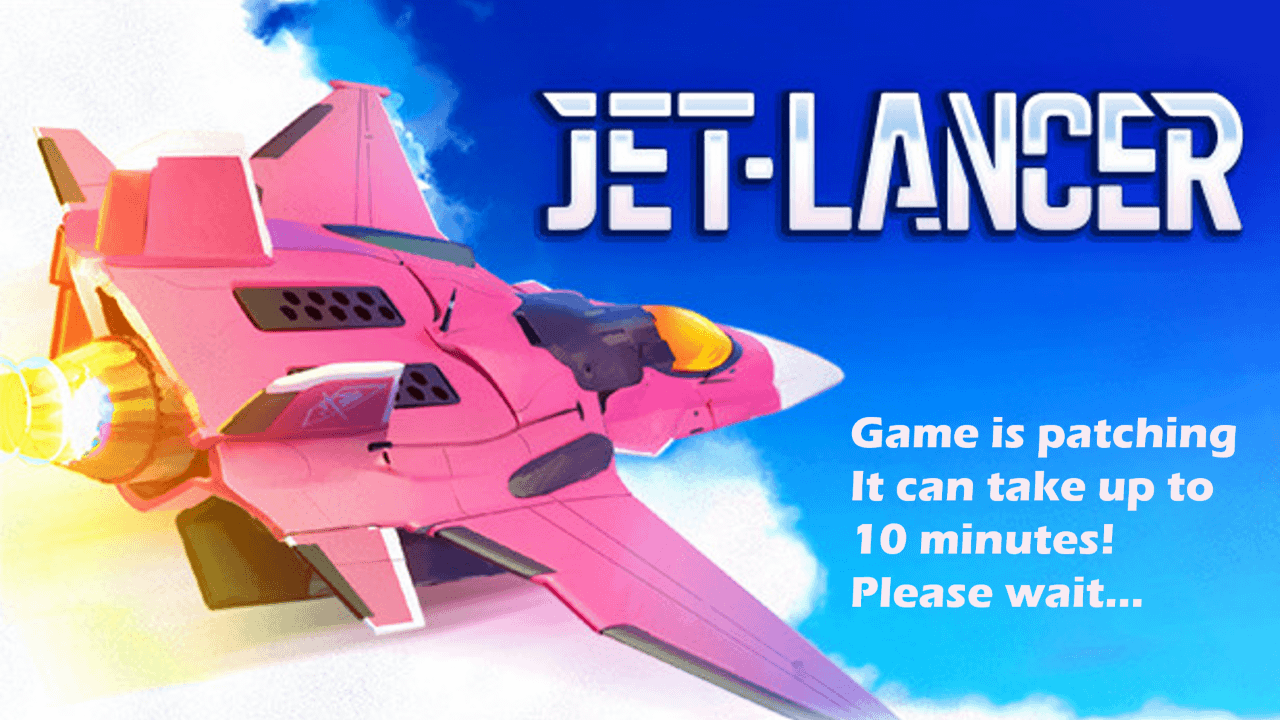 JET-LANCER
Game is patching
It can take up to
10 minutes!
Please wait...